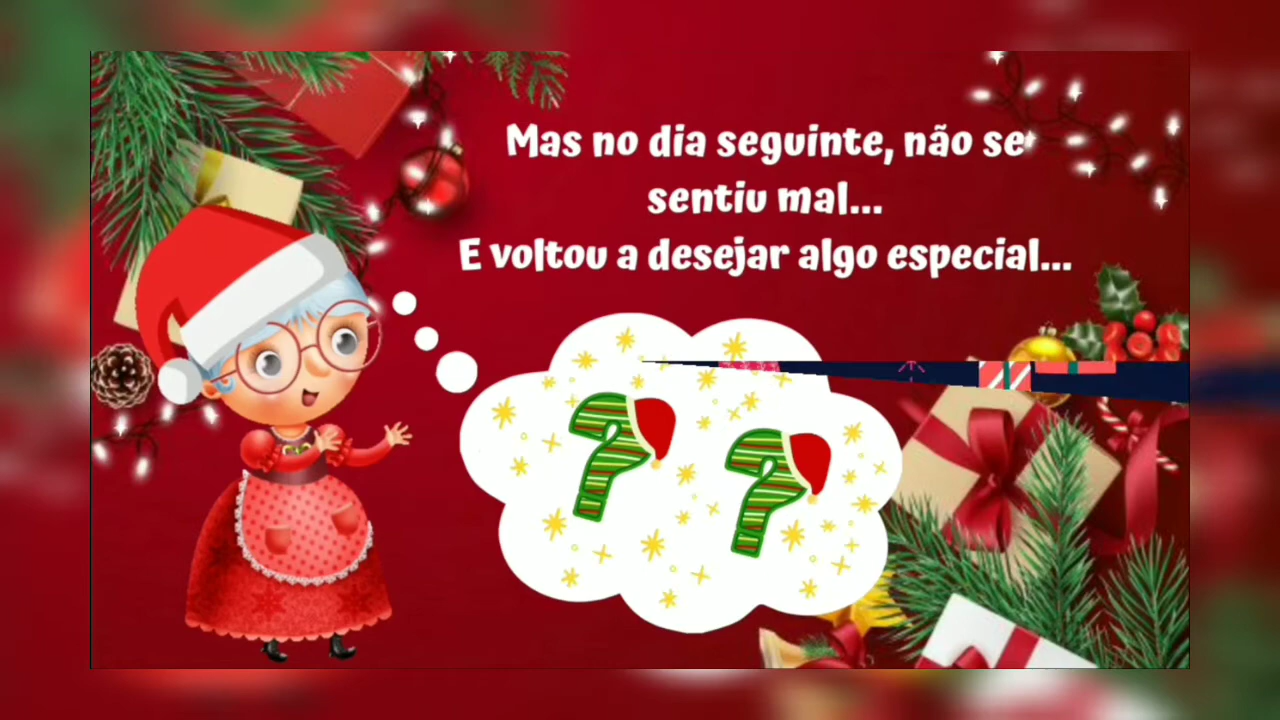 Mas no dia seguinte, não se
sentiu mal...
E voltou a desejar algo especial...
? ?